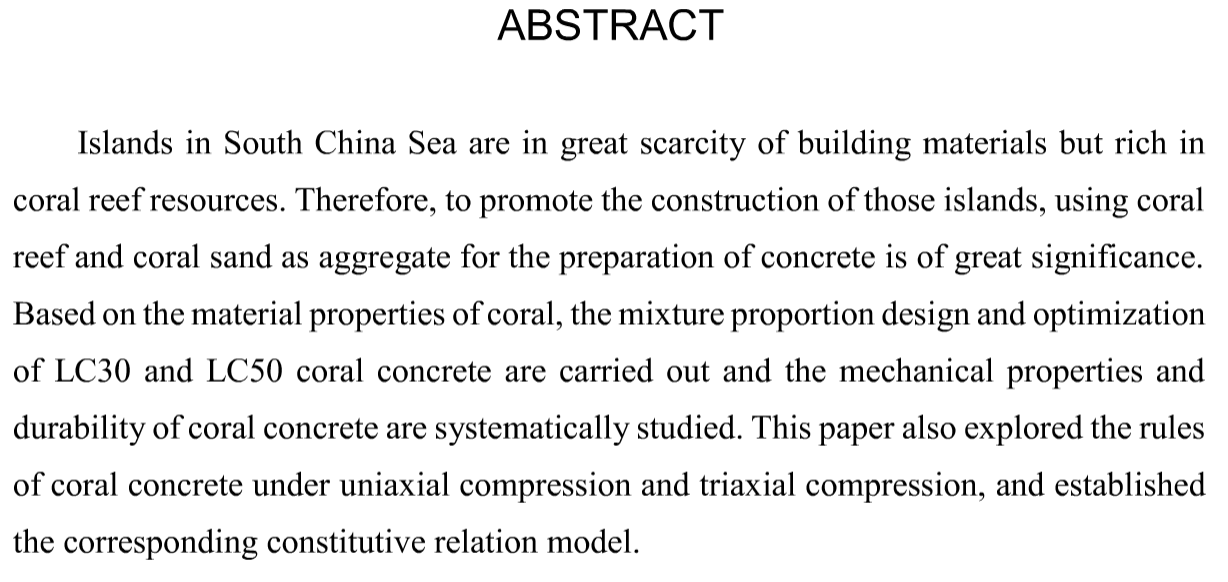 ABSTRACT
Islands in South China Sea are in great scarcity of building materials but rich in
coral reef resources. Therefore, to promote the construction of those islands, using coral
reef and coral sand as aggregate for the preparation of concrete is of great significance.
Based on the material properties of coral, the mixture proportion design and optimization
of LC30 and LC50 coral concrete are carried out and the mechanical properties and
durability of coral concrete are systematically studied. This paper also explored the rules
of coral concrete under uniaxial compression and triaxial compression, and established
the corresponding constitutive relation model.